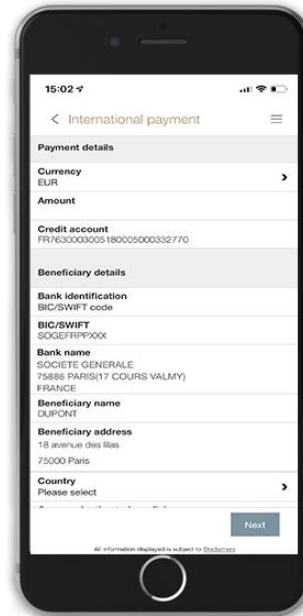 15:02
International payment
Payment details
Currency
EUR
Amount
Credit account
FR7630003005180005000332770
Beneficiary details
Bank identification
BIC/SWIFT code
BIC/SWIFT
SOGEFRPPXXX
Bank name
SOCIETE GENERALE
75886 PARIS(17 COURS VALMY)
FRANCE
Beneficiary name
DUPONT
Beneficiary address
18 avenue des lilas
75000 Paris
Country
Please select
Next
All information displayed is subject to Disclaimers